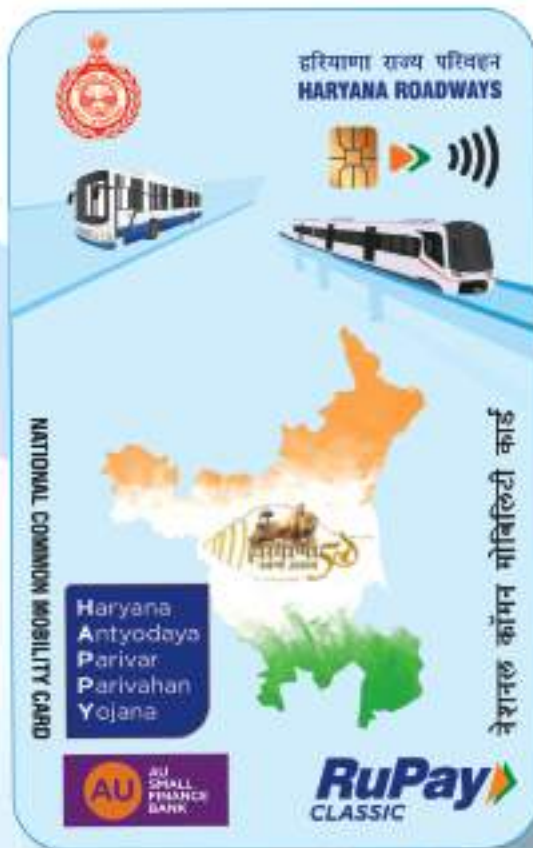 हरियाणा राज्य परिवहन
HARYANA ROADWAYS
NATIONAL COMMON MOBILITY CARD
नेशनल कॉमन मोबिलिटी कार्ड
हरियाणा
Haryana
Antyodaya
Parivar
Parivahan
Yojana
AU
AU
SMALL
FINANCE
BANK
RuPay
CLASSIC